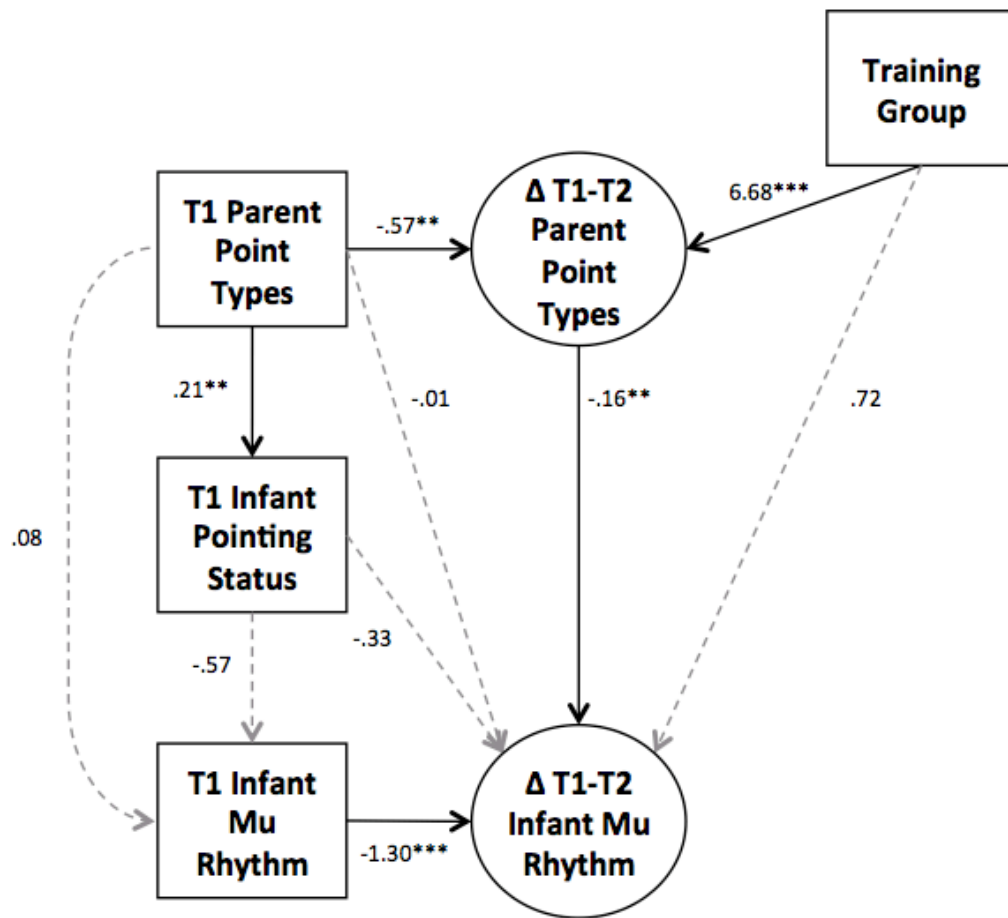 Training
Group
T1 Parent
Point
Types
-.57**
Δ T1-T2
Parent
Point
Types
6.68***
.21**
-.01
-.16**
.72
T1 Infant
Pointing
Status
.08
-.33
-.57
T1 Infant
Mu
Rhythm
-1.30***
Δ T1-T2
Infant Mu
Rhythm